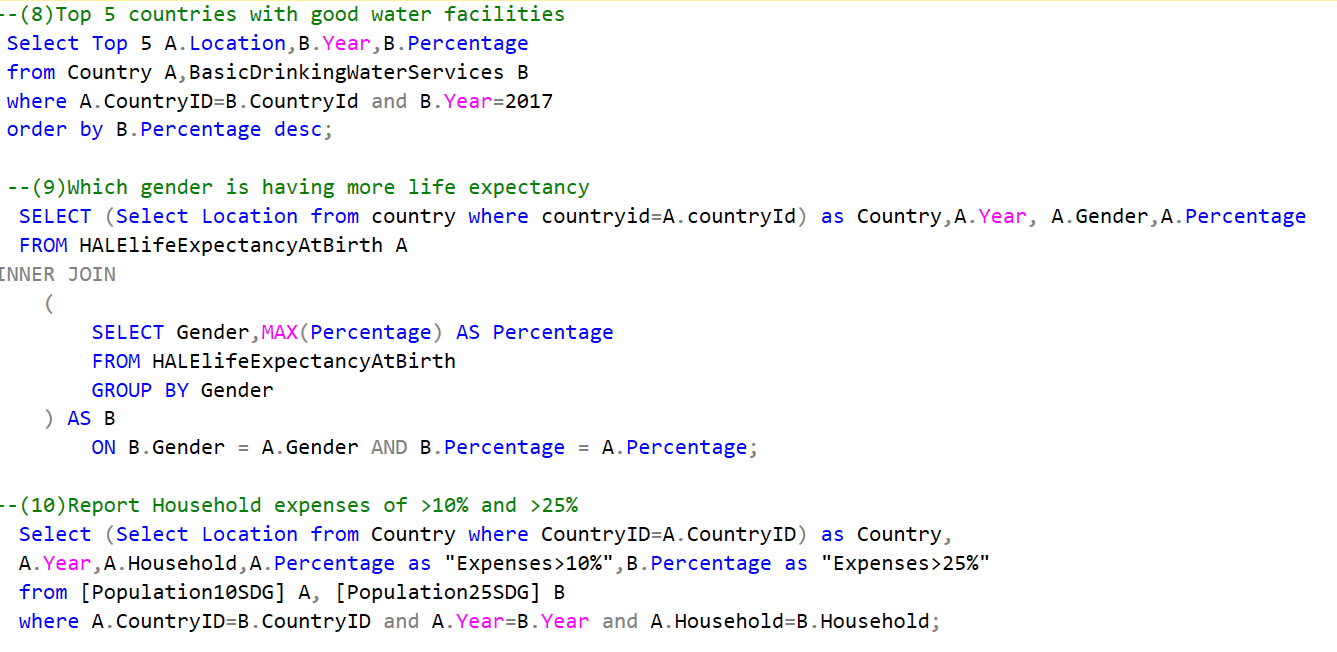 --(8)Top 5 countries with good water facilities
Select Top 5 A.Location,B.Year,B.Percentage
from Country A,BasicDrinkingWaterServices B
where A.CountryID=B.CountryId and B.Year=2017
order by B.Percentage desc;
--(9)Which gender is having more life expectancy
SELECT (Select Location from country where countryid=A.countryId) as Country,A.Year, A.Gender,A.Percentage
FROM HALElifeExpectancyAtBirth A
INNER JOIN
(
SELECT Gender,MAX(Percentage) AS Percentage
FROM HALElifeExpectancyAtBirth
GROUP BY Gender
) AS B
ON B.Gender = A.Gender AND B.Percentage = A.Percentage;
--(10)Report Household expenses of >10% and >25%
Select (Select Location from Country where CountryID=A.CountryID) as Country,
A.Year,A.Household,A.Percentage as "Expenses>10%",B.Percentage as "Expenses>25%"
from [Population10SDG] A, [Population25SDG] B
where A.CountryID=B.CountryID and A.Year=B.Year and A.Household=B.Household;